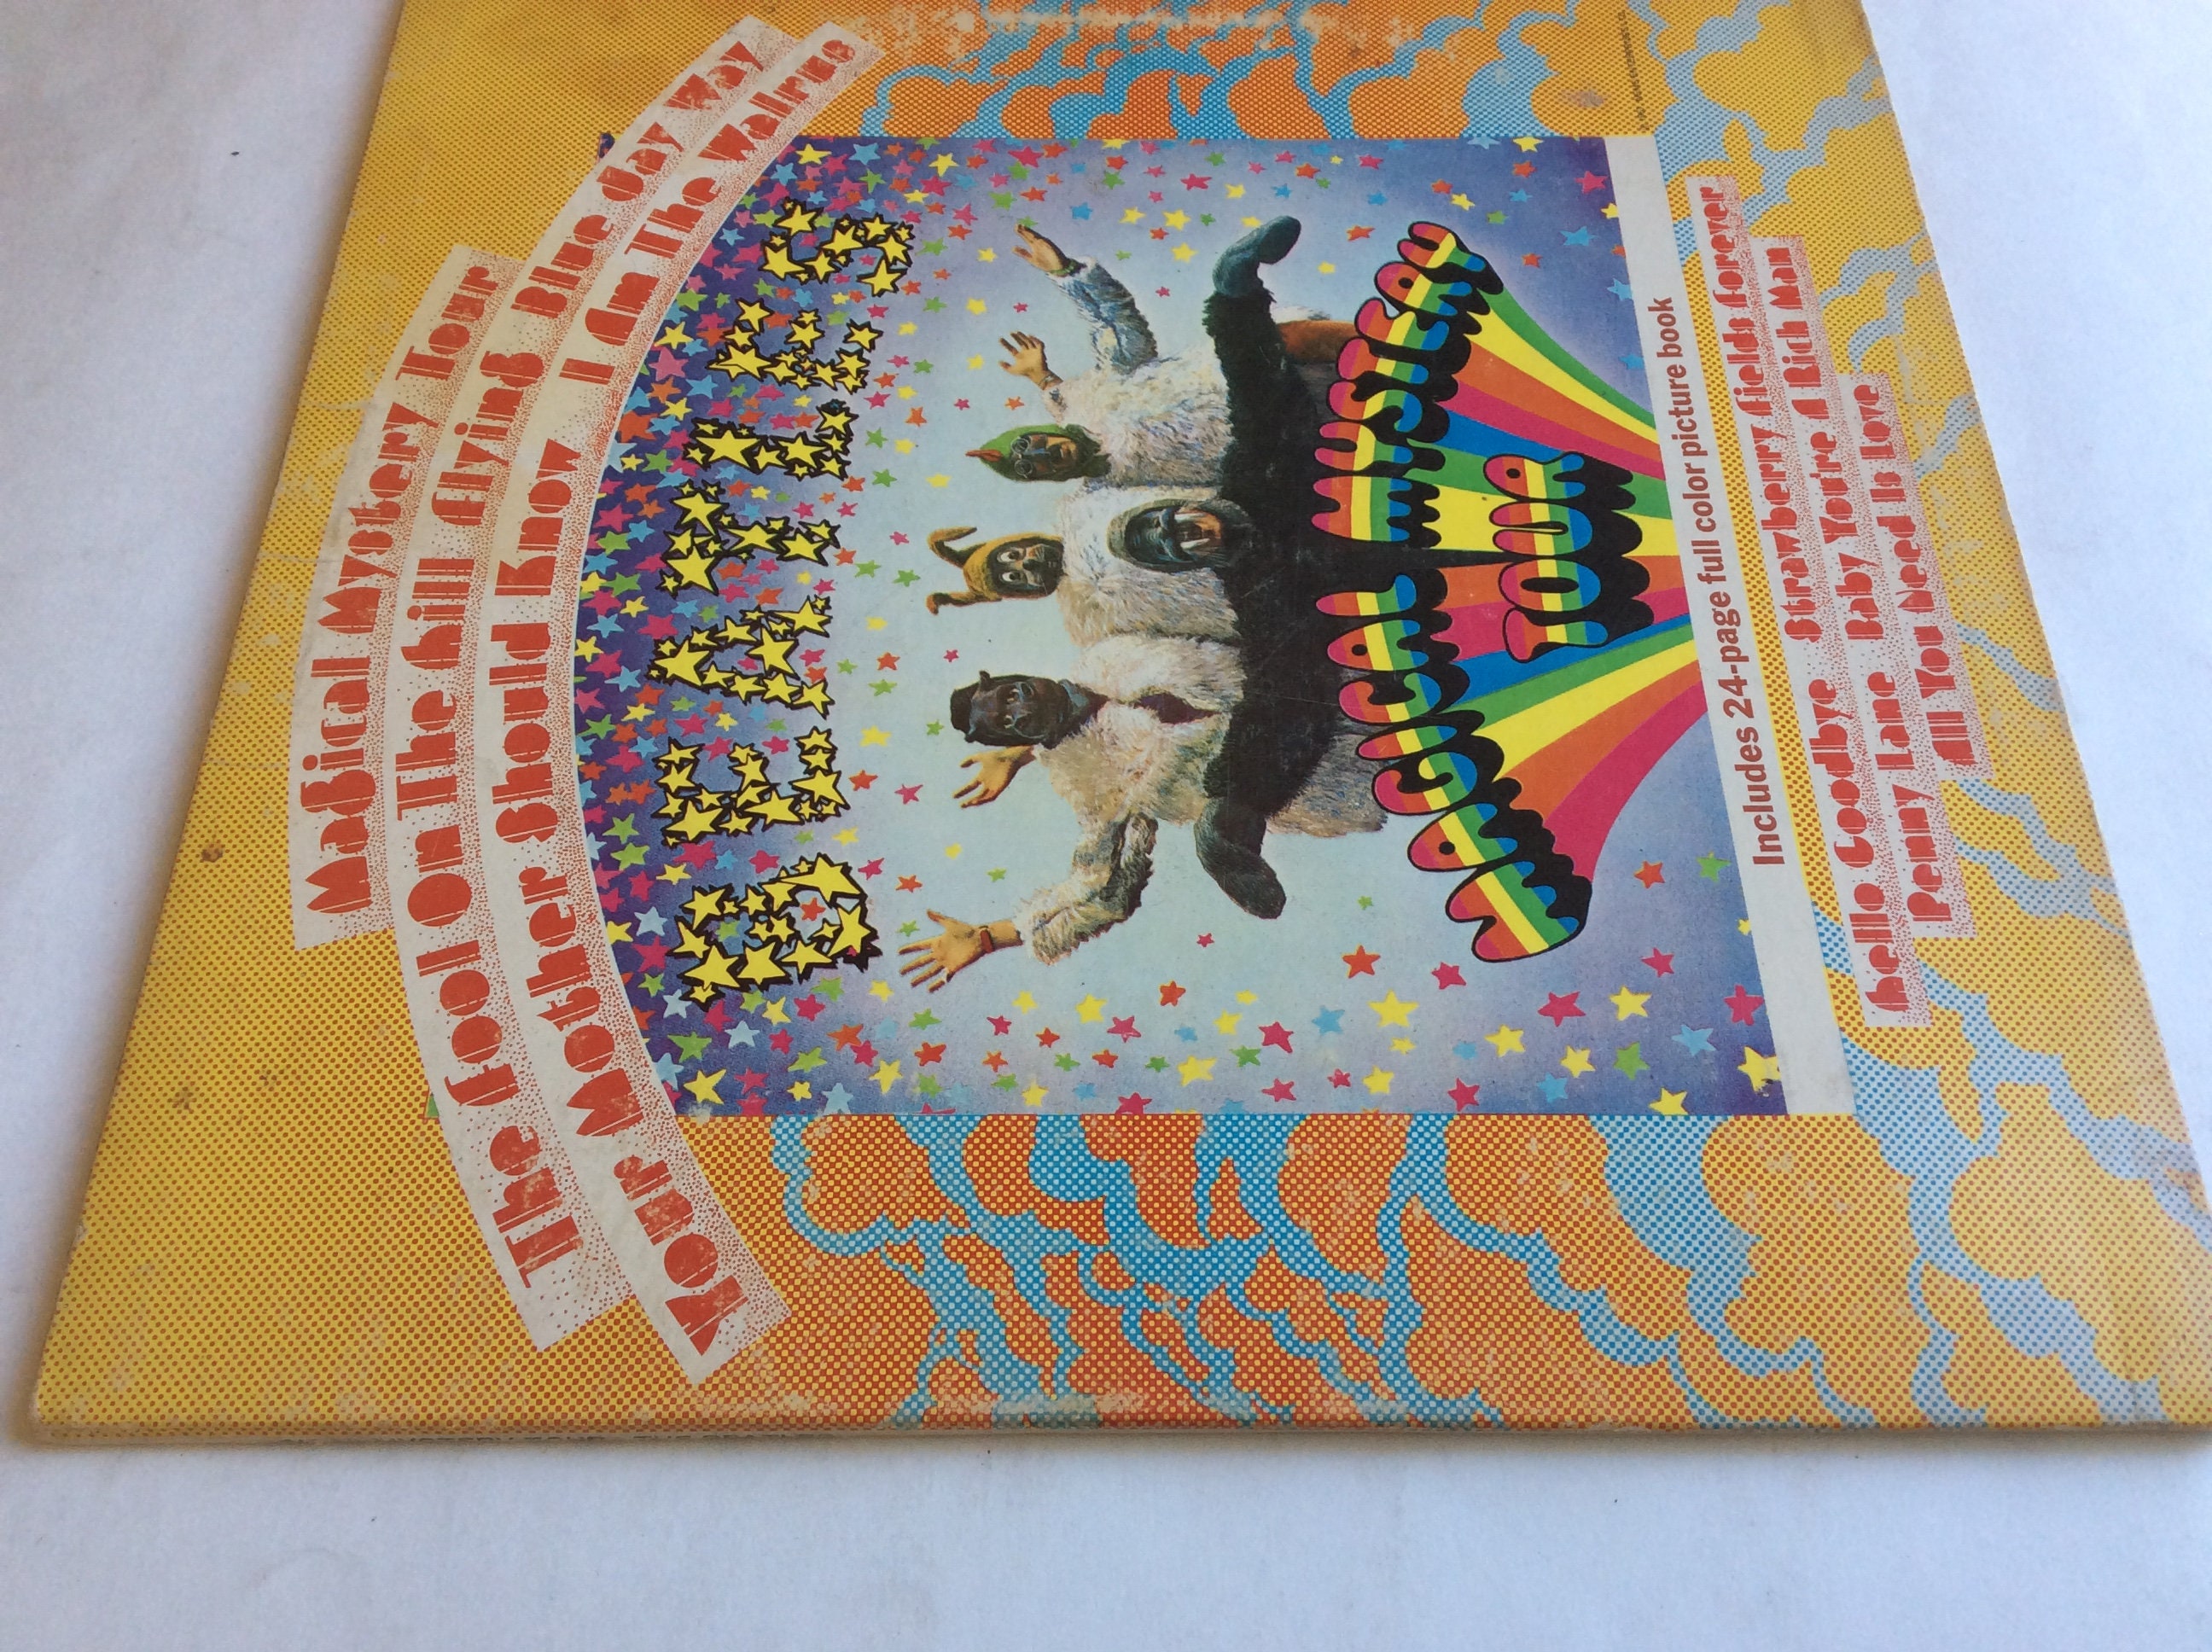 Magical Mystery Tour
The Fool On The Hill Flying Blue Jay Way
Your Mother Should Know I Am The Walrus
BEATLES
MAGICAL MYSTERY
TOUR
Includes 24-page full color picture book
Hello Goodbye Strawberry Fields Forever
Penny Lane Baby You're A Rich Man
All You Need Is Love